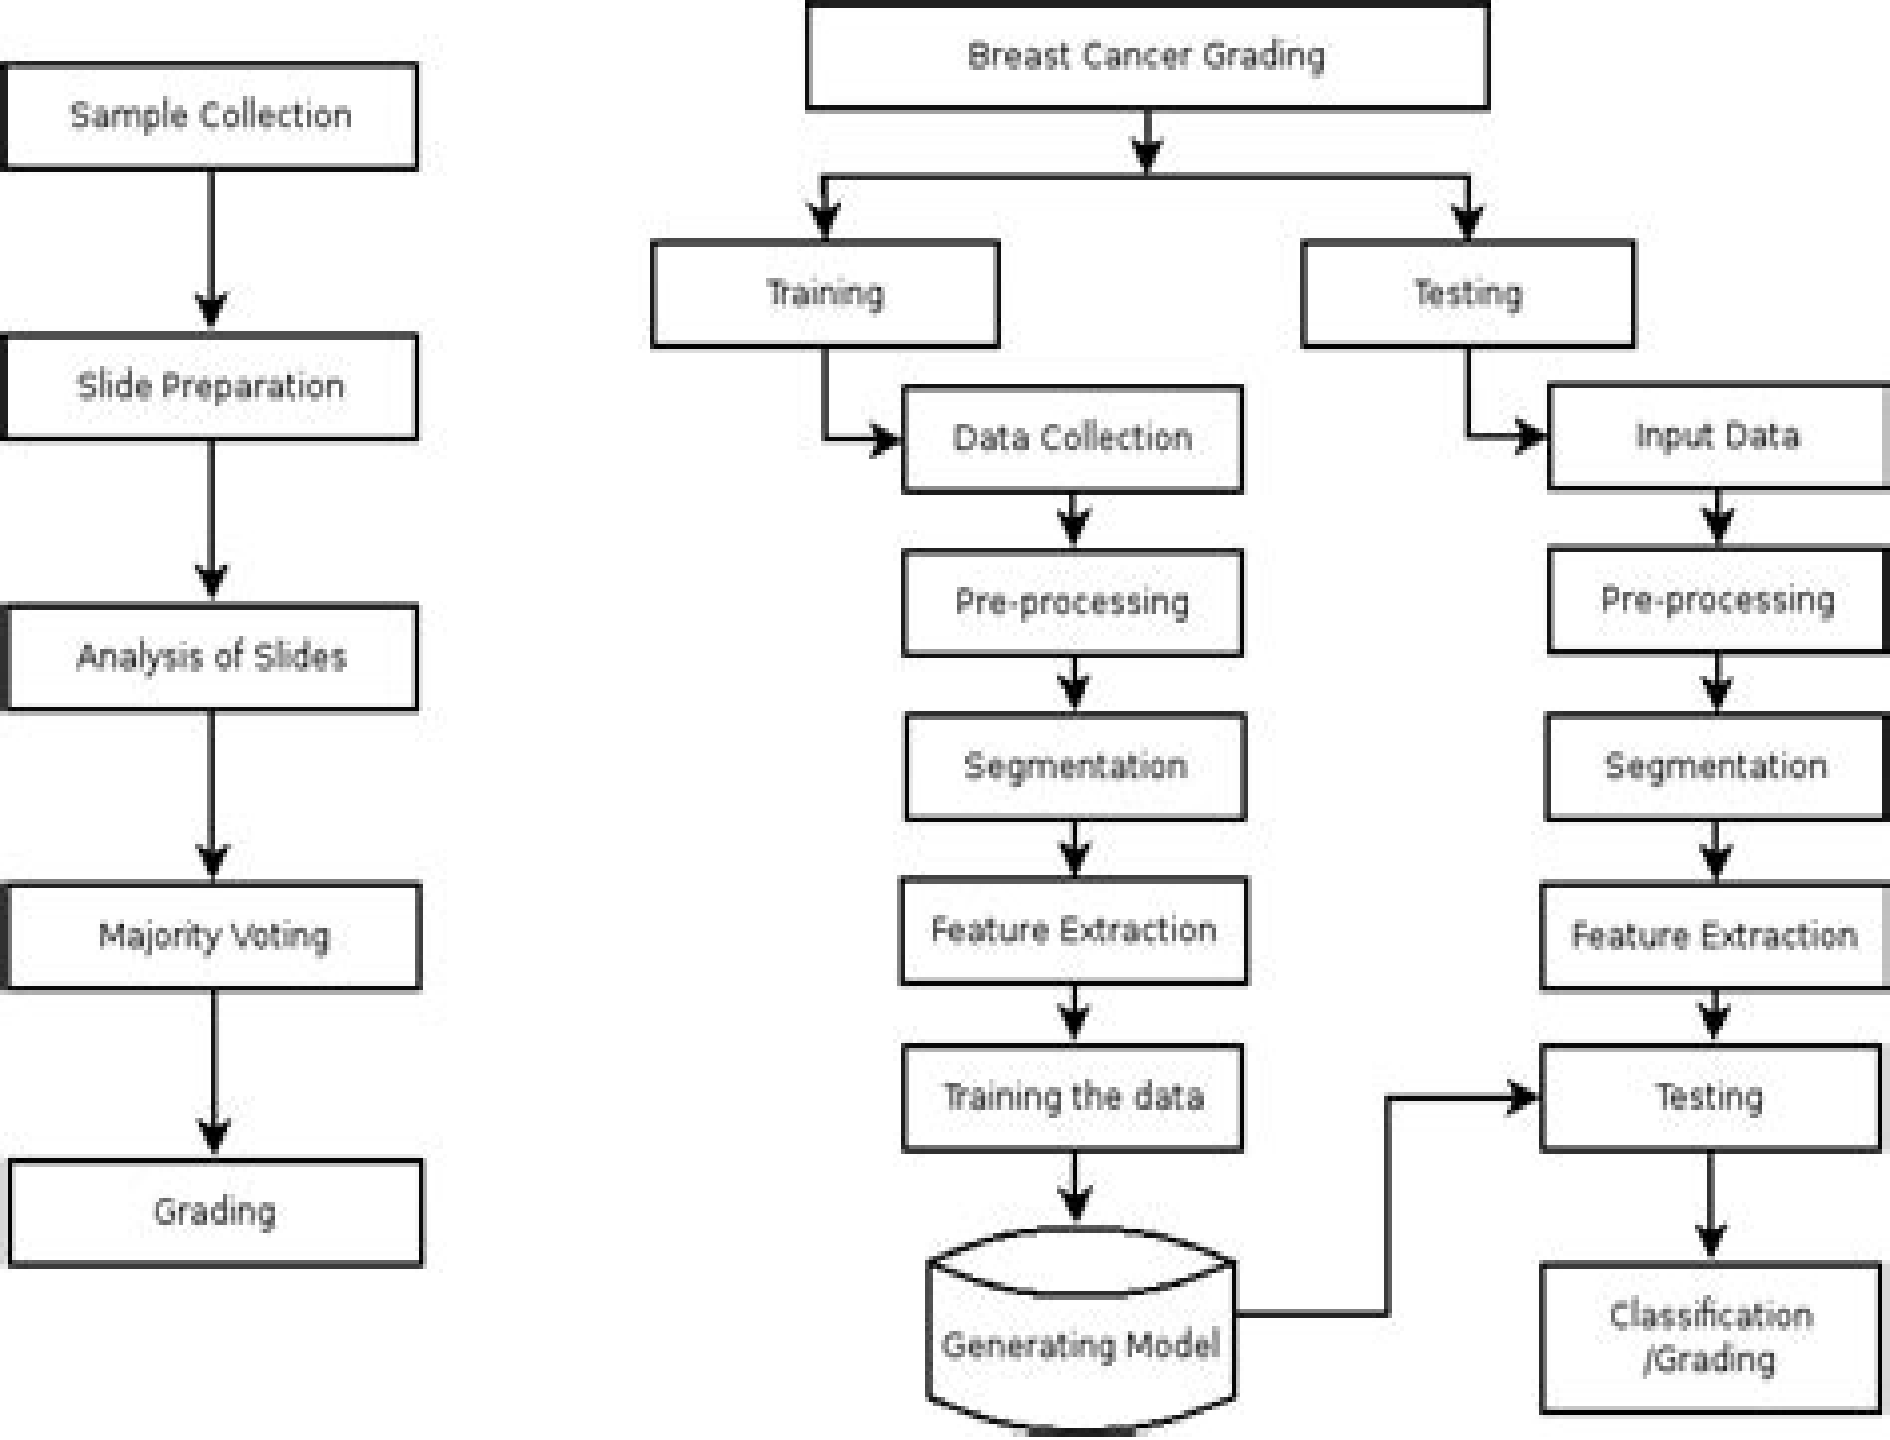 Sample Collection
Slide Preparation
Analysis of Slides
Majority Voting
Grading
Breast Cancer Grading
Training
Data Collection
Pre-processing
Segmentation
Feature Extraction
Training the data
Generating Model
Testing
Input Data
Pre-processing
Segmentation
Feature Extraction
Testing
Classification
/Grading